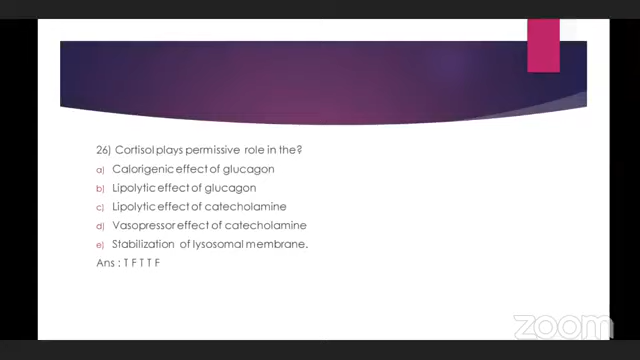 26) Cortisol plays permissive role in the?
a) Calorigenic effect of glucagon
b) Lipolytic effect of glucagon
c) Lipolytic effect of catecholamine
d) Vasopressor effect of catecholamine
e) Stabilization of lysosomal membrane.
Ans : T F T T F
zoom